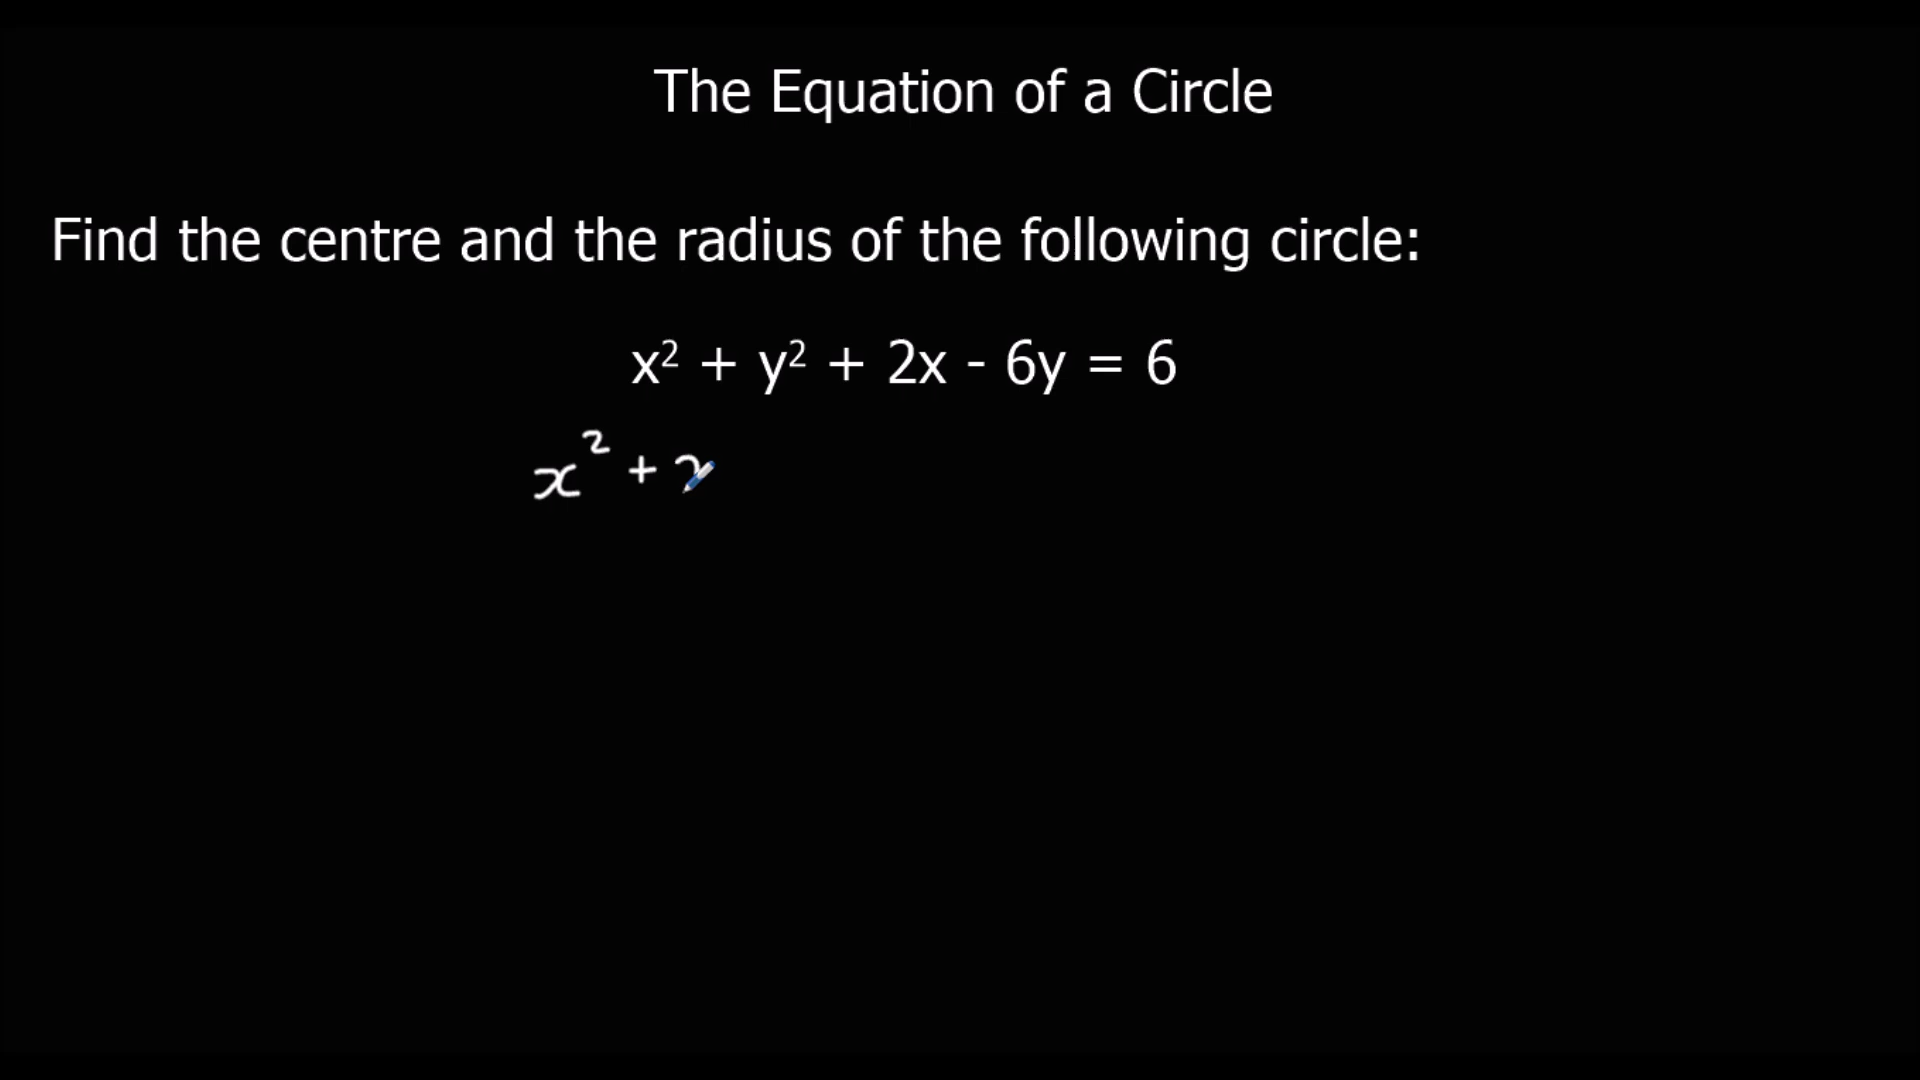 The Equation of a Circle
Find the centre and the radius of the following circle:
x² + y² + 2x - 6y = 6
x² + 2